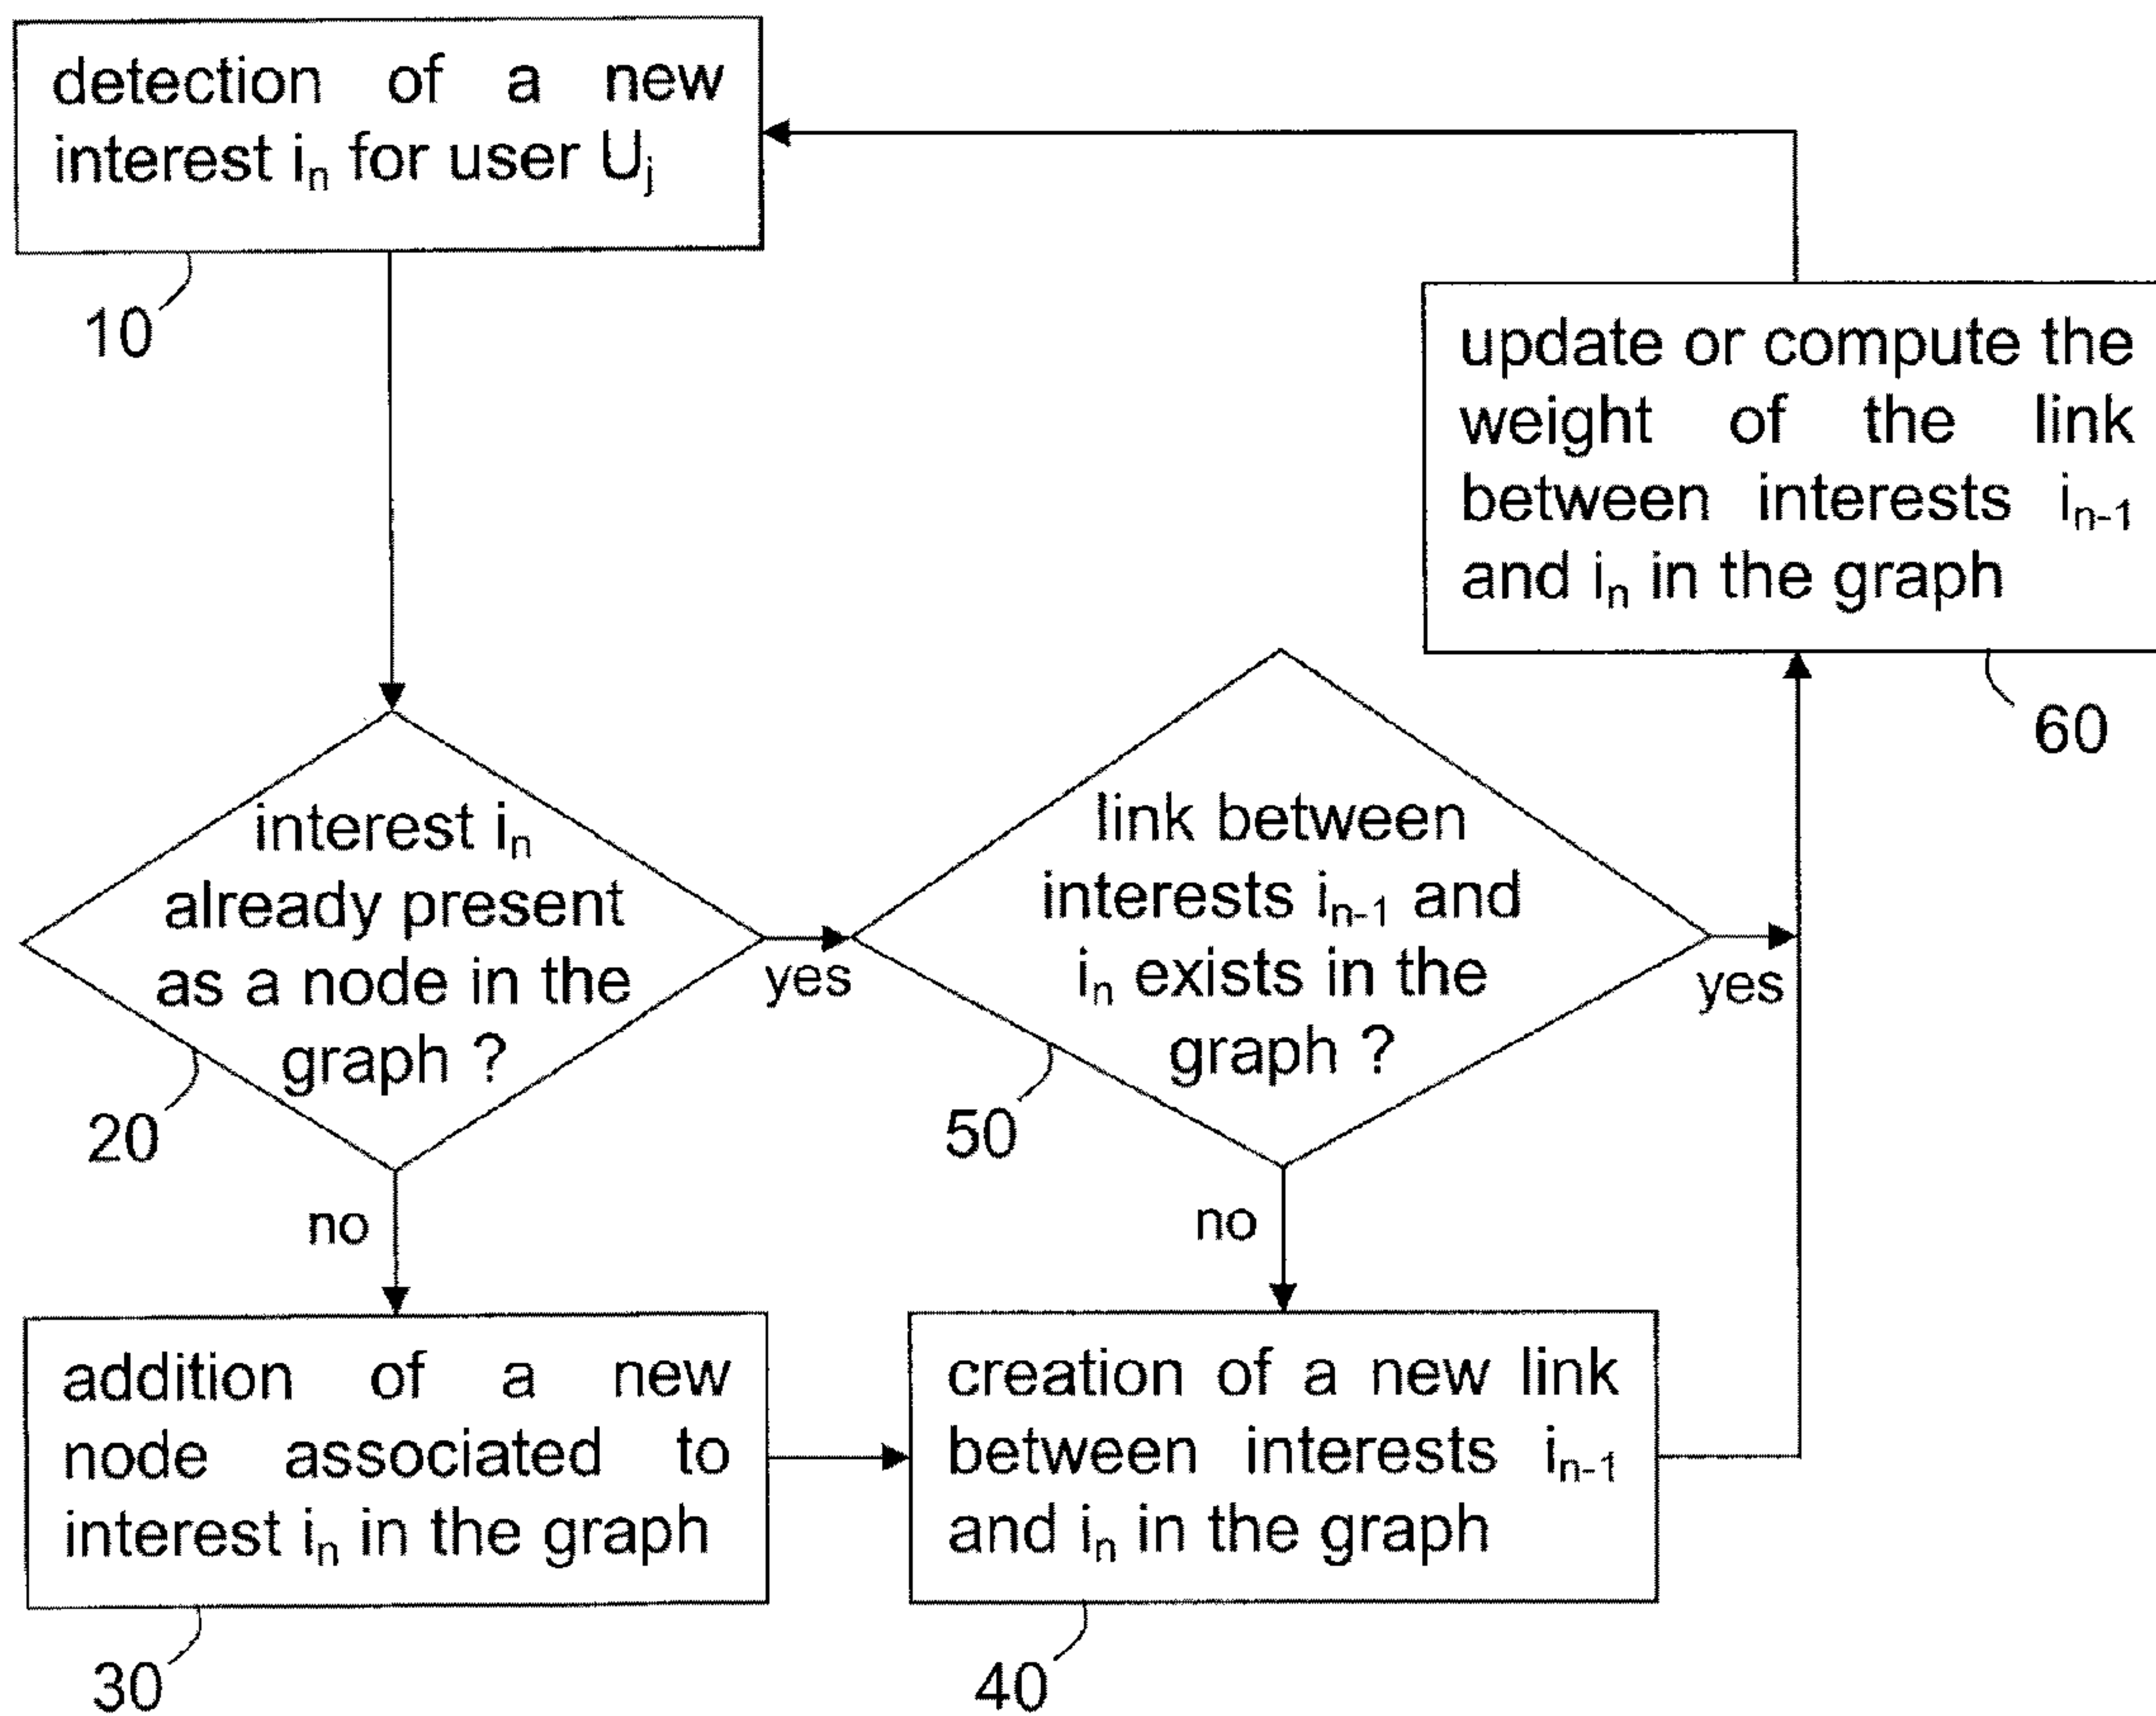 detection of a new
interest iₙ for user Uⱼ
10
update or compute the
weight of the link
between interests iₙ₋₁
and iₙ in the graph
60
interest iₙ
already present
as a node in the
graph ?
20
yes
no
link between
interests iₙ₋₁ and
iₙ exists in the
graph ?
50
yes
no
addition of a new
node associated to
interest iₙ in the graph
30
creation of a new link
between interests iₙ₋₁
and iₙ in the graph
40